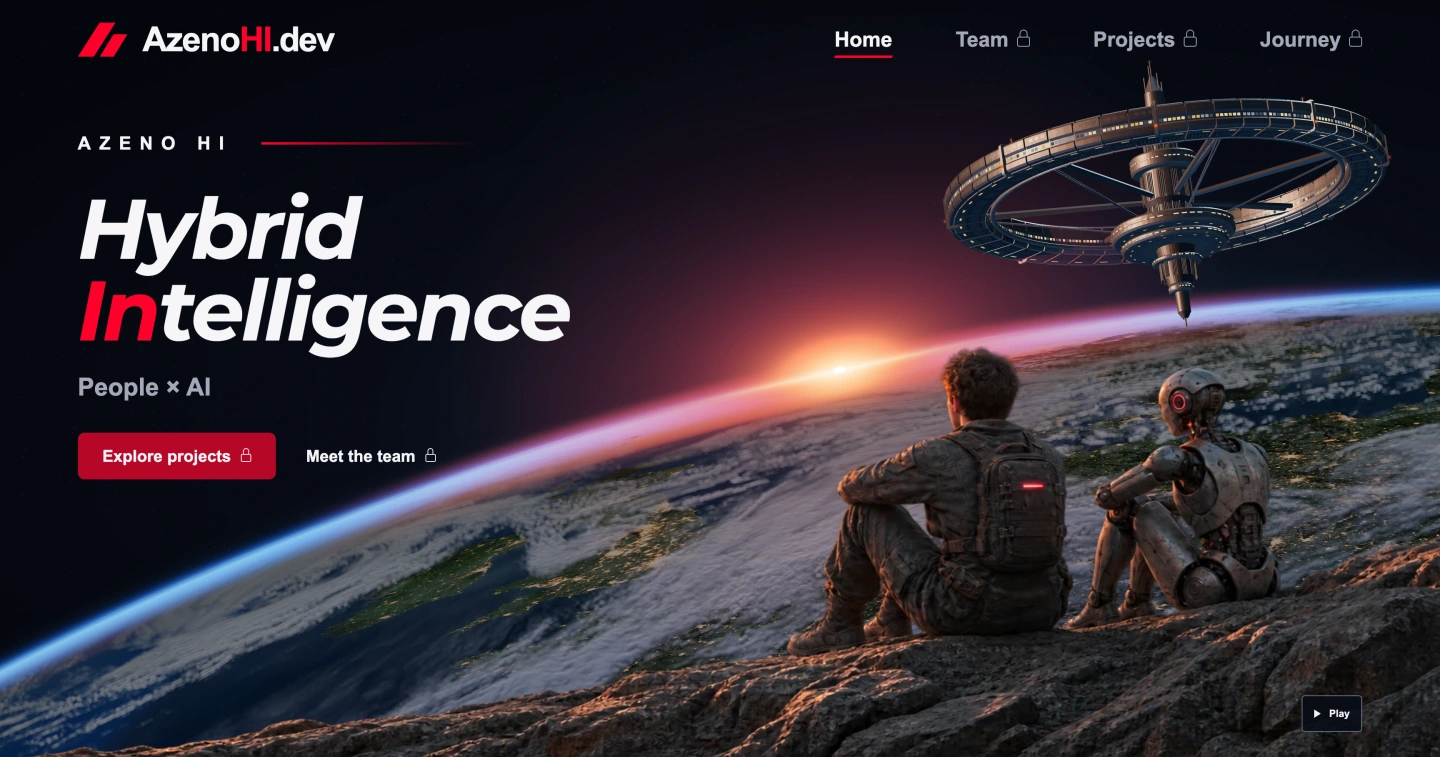 AzenoHI.dev
Home Team Projects Journey
AZENO HI
Hybrid
Intelligence
People × AI
Explore projects Meet the team
Play